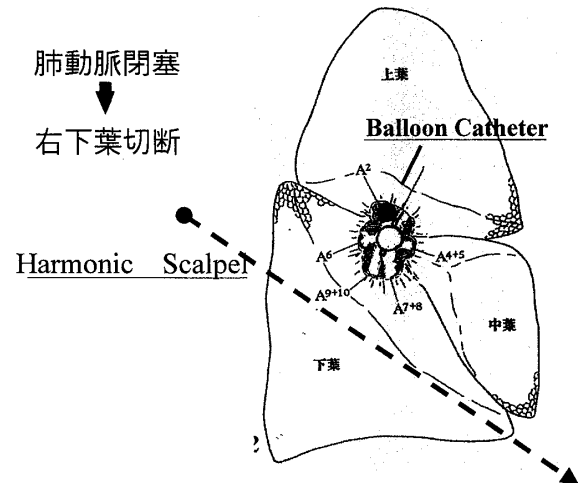 肺動脈閉塞
右下葉切断
上葉
Balloon Catheter
A2
Harmonic Scalpel
A6
A4+5
A9+10
A7+8
中葉
下葉